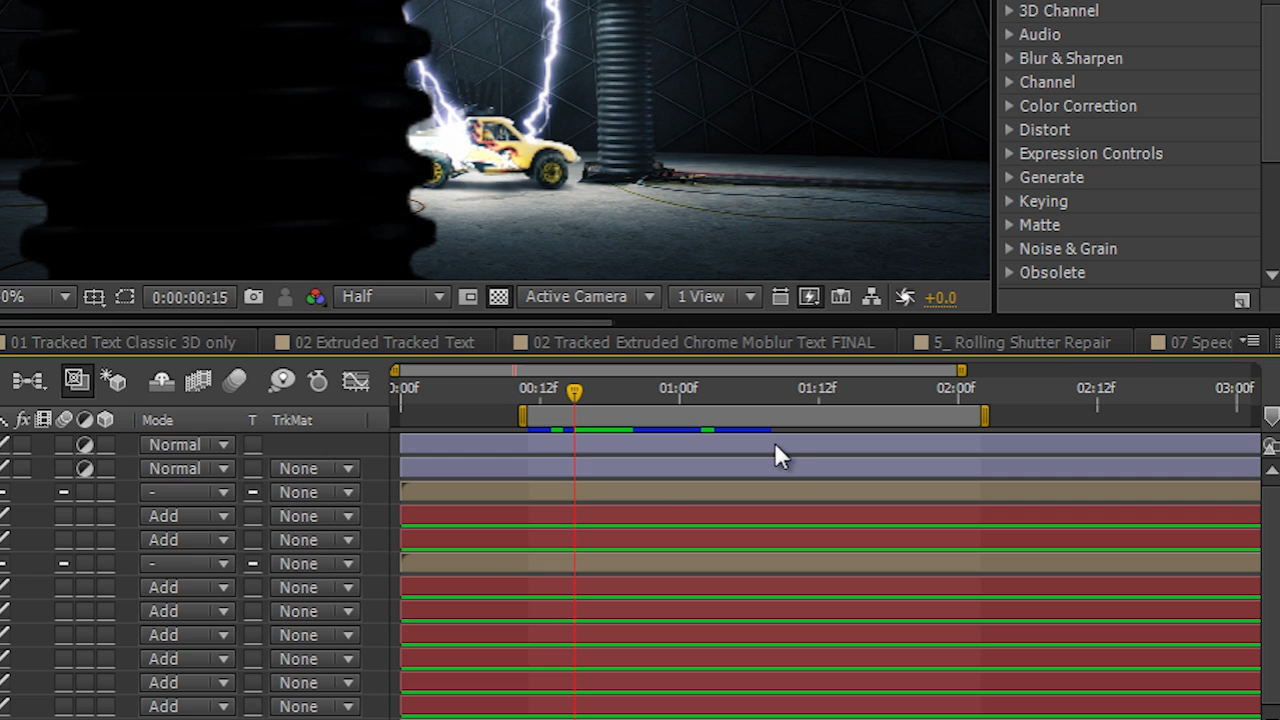 3D Channel
Audio
Blur & Sharpen
Channel
Color Correction
Distort
Expression Controls
Generate
Keying
Matte
Noise & Grain
Obsolete
0% 0:00:00:15 Half Active Camera 1 View +0.0
01 Tracked Text Classic 3D only 02 Extruded Tracked Text 02 Tracked Extruded Chrome Moblur Text FINAL 5_ Rolling Shutter Repair 07 Speed
0:00f 00:12f 01:00f 01:12f 02:00f 02:12f 03:00f
fx Mode T TrkMat
Normal
Normal None
- None
Add None
Add None
- None
Add None
Add None
Add None
Add None
Add None
Add None